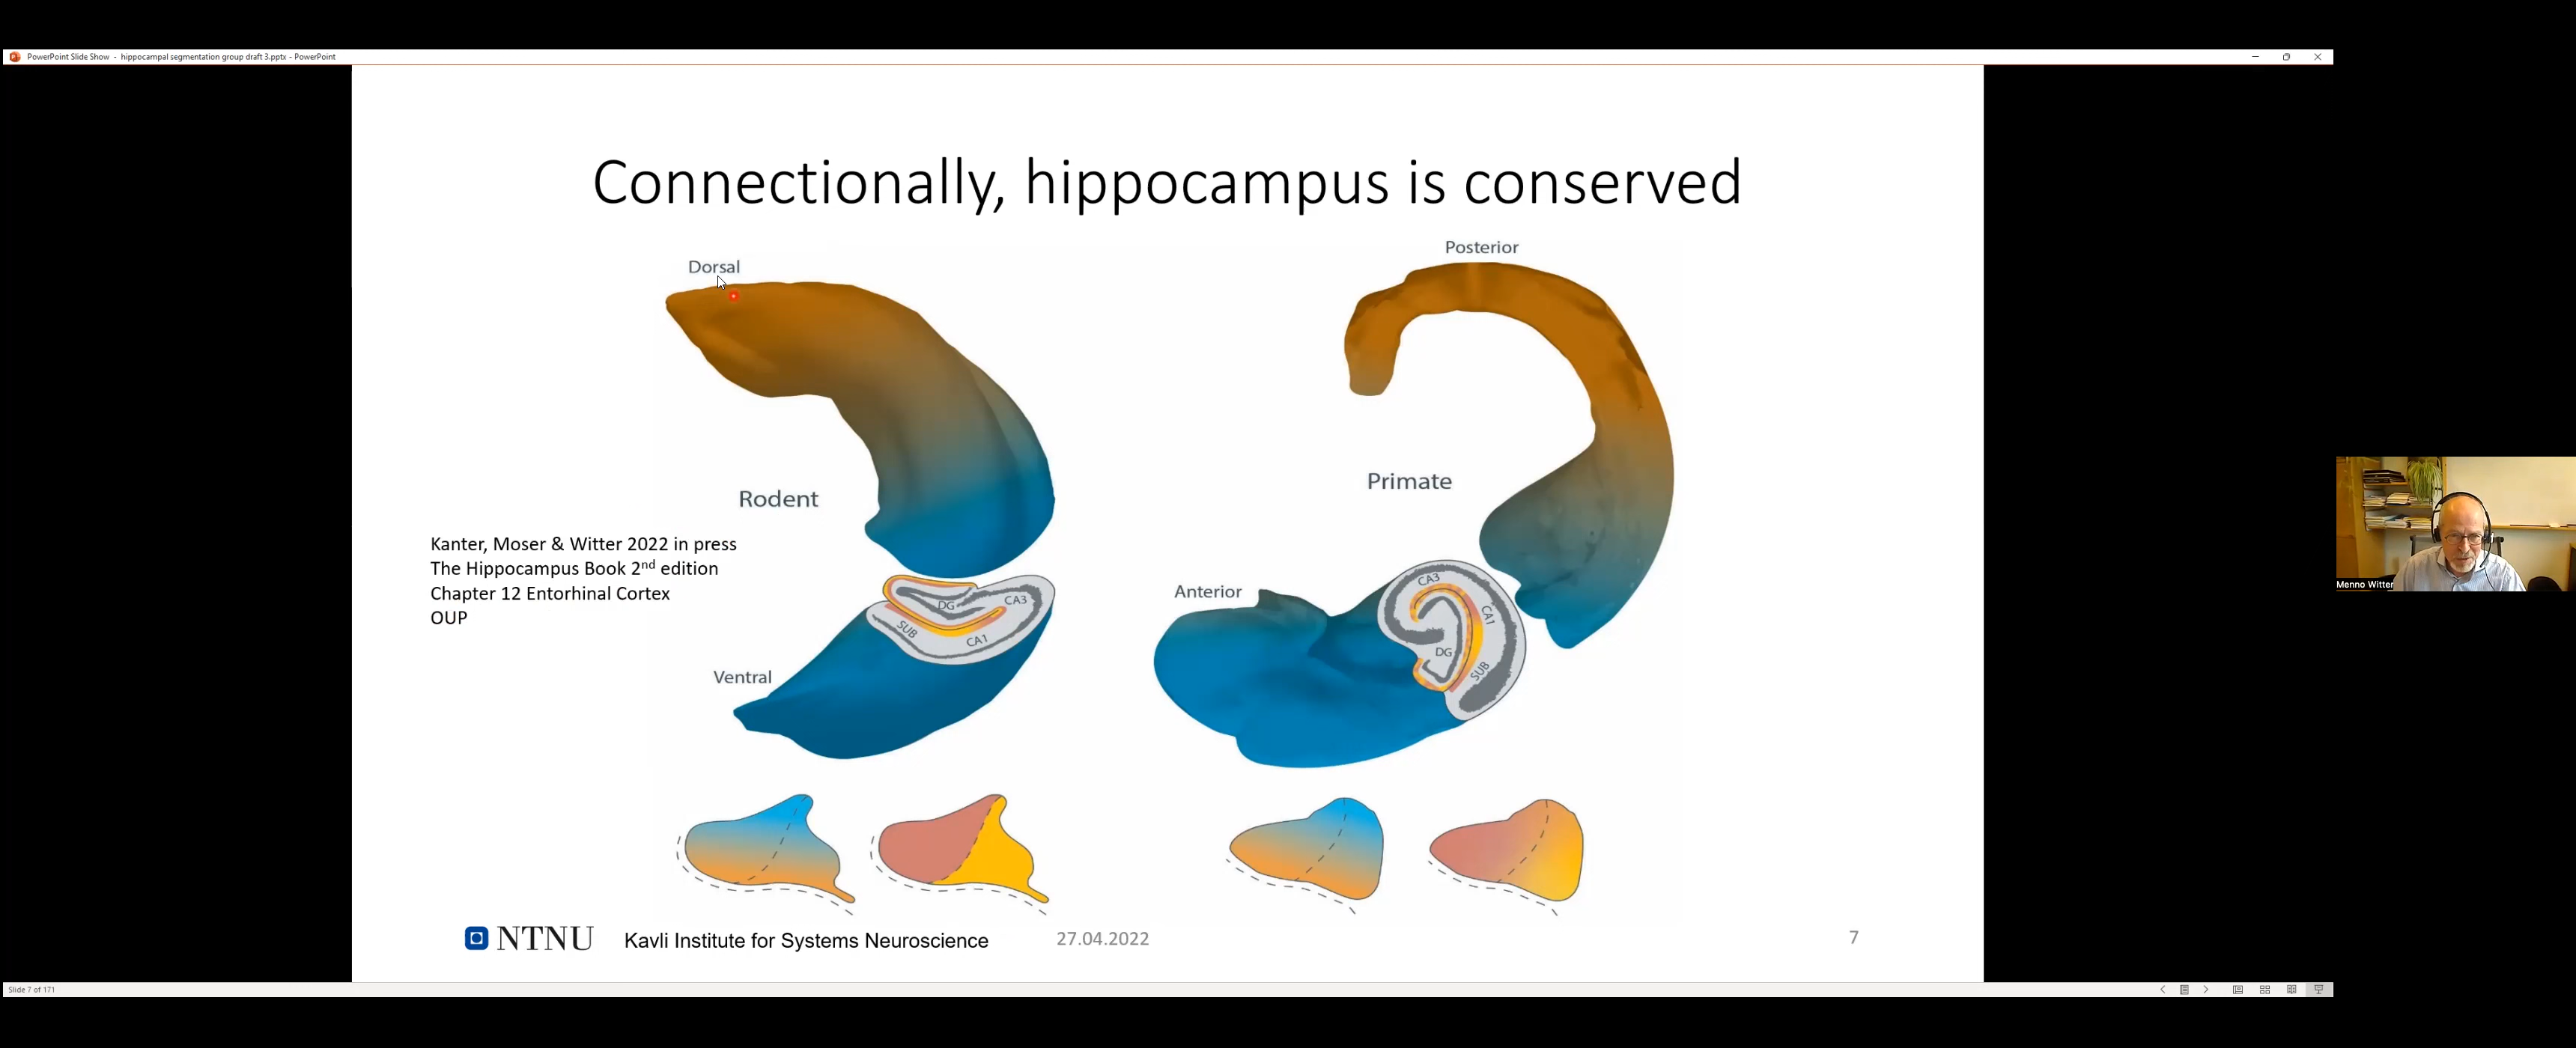 PowerPoint Slide Show - hippocampal segmentation group draft 3.pptx - PowerPoint
Connectionally, hippocampus is conserved
Dorsal
Posterior
Rodent
Primate
Kanter, Moser & Witter 2022 in press
The Hippocampus Book 2nd edition
Chapter 12 Entorhinal Cortex
OUP
Anterior
Ventral
DG
CA3
SUB
CA1
CA3
CA1
DG
SUB
Menno Witter
NTNU
Kavli Institute for Systems Neuroscience
27.04.2022
7
Slide 7 of 171